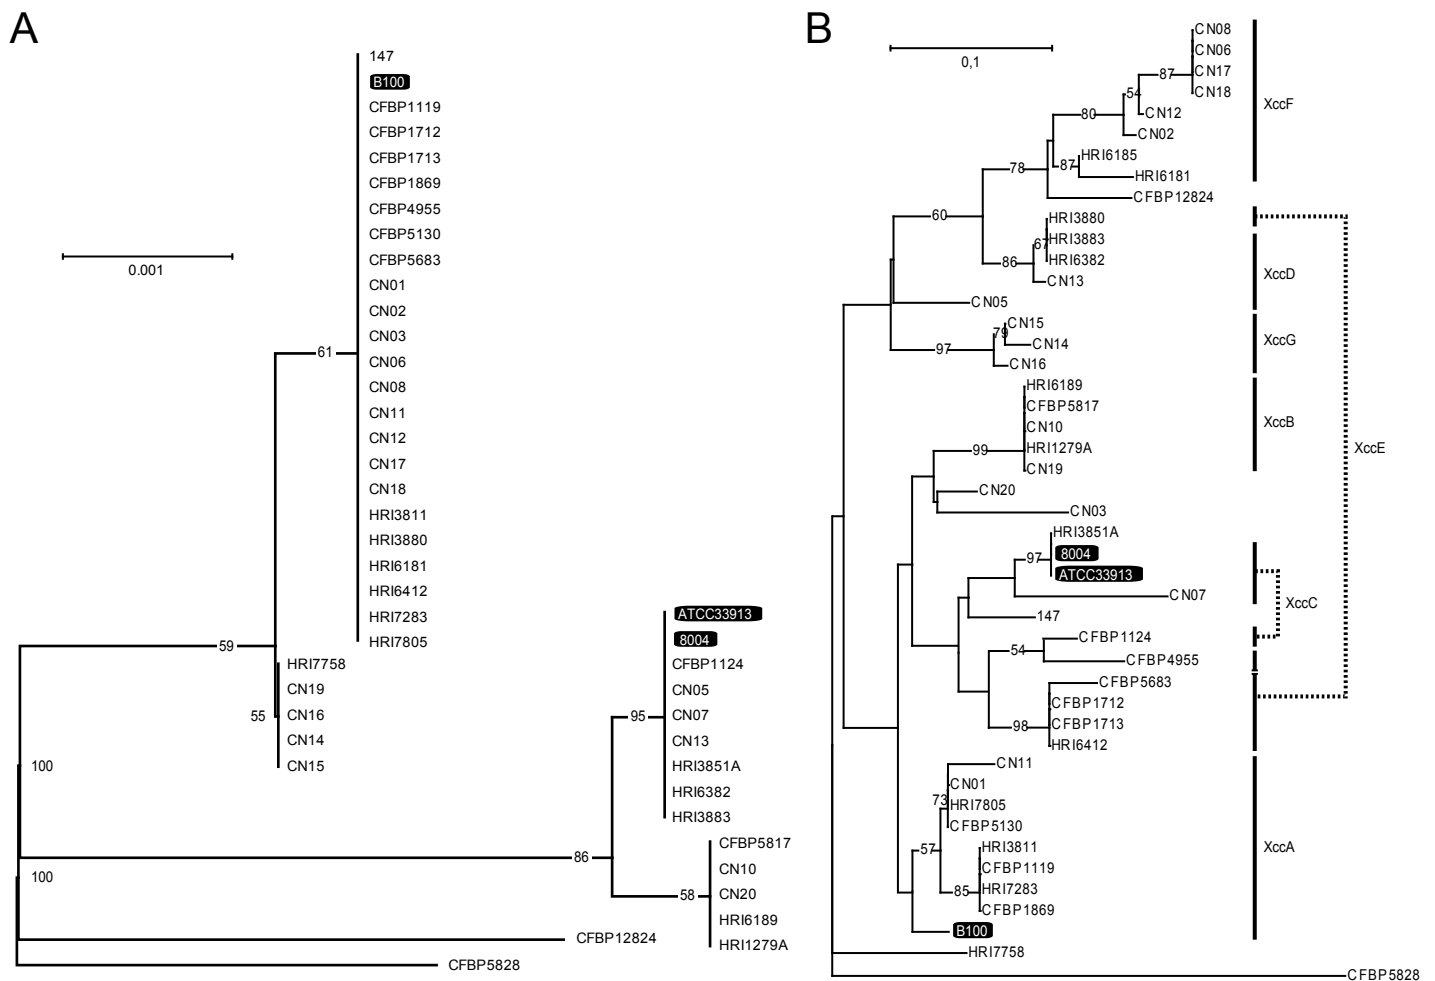 A
147
B100
CFBP1119
CFBP1712
CFBP1713
CFBP1869
CFBP4955
CFBP5130
CFBP5683
CN01
CN02
CN03
CN06
CN08
CN11
CN12
CN17
CN18
HRI3811
HRI3880
HRI6181
HRI6412
HRI7283
HRI7805
0.001
61
59
HRI7758
CN19
CN16
CN14
CN15
55
100
ATCC33913
8004
CFBP1124
CN05
CN07
CN13
HRI3851A
HRI6382
HRI3883
95
86
CFBP5817
CN10
CN20
HRI6189
HRI1279A
58
100
CFBP12824
CFBP5828
B
0,1
CN08
CN06
CN17
CN18
87
54
CN12
80
CN02
HRI6185
87
HRI6181
78
CFBP12824
XccF
60
HRI3880
HRI3883
67
HRI6382
86
CN13
XccD
CN05
CN15
79
CN14
97
CN16
XccG
HRI6189
CFBP5817
CN10
HRI1279A
99
CN19
XccB
XccE
CN20
CN03
HRI3851A
97
8004
ATCC33913
CN07
XccC
147
CFBP1124
54
CFBP4955
CFBP5683
CFBP1712
CFBP1713
98
HRI6412
CN11
CN01
73
HRI7805
CFBP5130
57
HRI3811
CFBP1119
85
HRI7283
CFBP1869
XccA
B100
HRI7758
CFBP5828